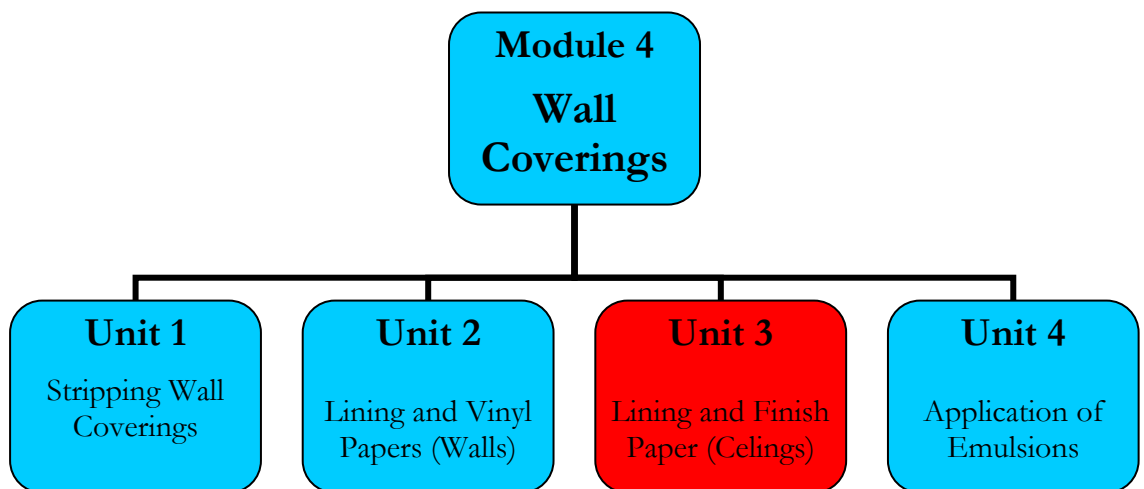 Module 4
Wall
Coverings
Unit 1
Stripping Wall
Coverings
Unit 2
Lining and Vinyl
Papers (Walls)
Unit 3
Lining and Finish
Paper (Celings)
Unit 4
Application of
Emulsions